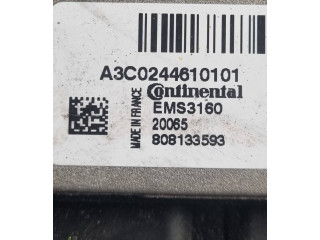 A3C0244610101
Continental
EMS3160
20065
808133593
MADE IN FRANCE